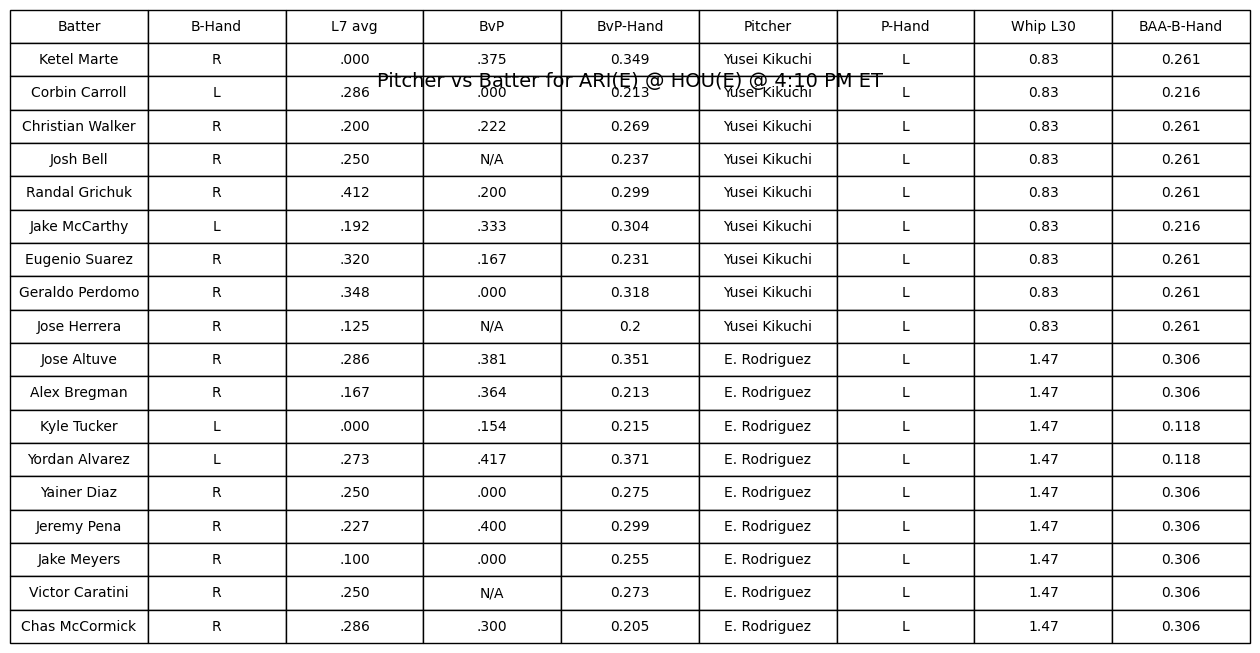 Batter B-Hand L7 avg BvP BvP-Hand Pitcher P-Hand Whip L30 BAA-B-Hand
Ketel Marte R .000 .375 0.349 Yusei Kikuchi L 0.83 0.261
Pitcher vs Batter for ARI(E) @ HOU(E) @ 4:10 PM ET
Corbin Carroll L .286 .000 0.213 Yusei Kikuchi L 0.83 0.216
Christian Walker R .200 .222 0.269 Yusei Kikuchi L 0.83 0.261
Josh Bell R .250 N/A 0.237 Yusei Kikuchi L 0.83 0.261
Randal Grichuk R .412 .200 0.299 Yusei Kikuchi L 0.83 0.261
Jake McCarthy L .192 .333 0.304 Yusei Kikuchi L 0.83 0.216
Eugenio Suarez R .320 .167 0.231 Yusei Kikuchi L 0.83 0.261
Geraldo Perdomo R .348 .000 0.318 Yusei Kikuchi L 0.83 0.261
Jose Herrera R .125 N/A 0.2 Yusei Kikuchi L 0.83 0.261
Jose Altuve R .286 .381 0.351 E. Rodriguez L 1.47 0.306
Alex Bregman R .167 .364 0.213 E. Rodriguez L 1.47 0.306
Kyle Tucker L .000 .154 0.215 E. Rodriguez L 1.47 0.118
Yordan Alvarez L .273 .417 0.371 E. Rodriguez L 1.47 0.118
Yainer Diaz R .250 .000 0.275 E. Rodriguez L 1.47 0.306
Jeremy Pena R .227 .400 0.299 E. Rodriguez L 1.47 0.306
Jake Meyers R .100 .000 0.255 E. Rodriguez L 1.47 0.306
Victor Caratini R .250 N/A 0.273 E. Rodriguez L 1.47 0.306
Chas McCormick R .286 .300 0.205 E. Rodriguez L 1.47 0.306